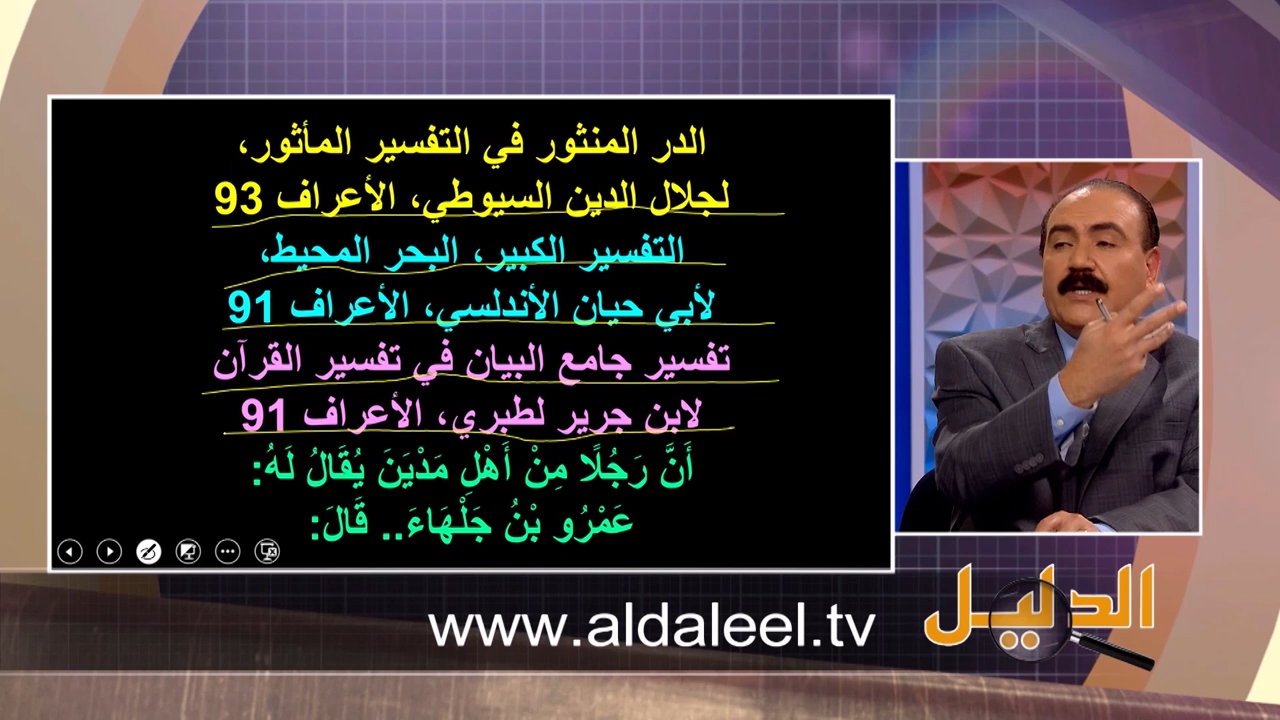 الدر المنثور في التفسير المأثور،
لجلال الدين السيوطي، الأعراف 93
التفسير الكبير، البحر المحيط،
لأبي حيان الأندلسي، الأعراف 91
تفسير جامع البيان في تفسير القرآن
لابن جرير لطبري، الأعراف 91
أَنَّ رَجُلًا مِنْ أَهْلِ مَدْيَنَ يُقَالُ لَهُ:
عَمْرُو بْنُ جَلْهَاءَ.. قَالَ:
الدليل
www.aldaleel.tv